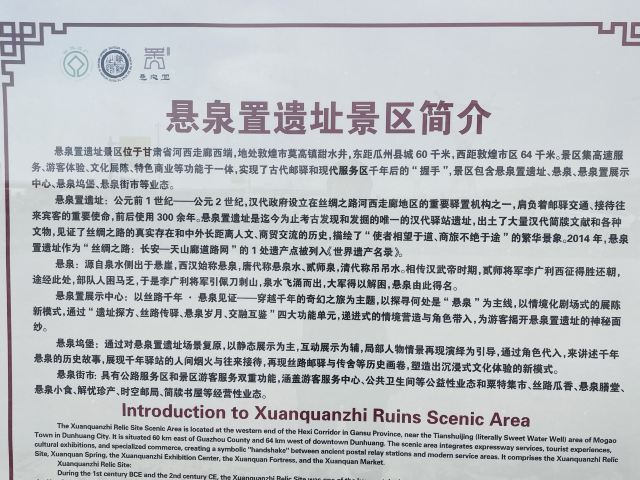 悬泉置遗址景区简介
悬泉置遗址景区位于甘肃省河西走廊西端,地处敦煌市莫高镇甜水井,东距瓜州县城60千米,西距敦煌市区64千米。景区集高速服
务、游客体验、文化展陈、特色商业等功能于一体,实现了古代邮驿和现代服务区千年后的“握手”,景区包含悬泉置遗址、悬泉、悬泉置展示
中心、悬泉坞堡、悬泉街市等业态。
悬泉置遗址:公元前1世纪——公元2世纪,汉代政府设立在丝绸之路河西走廊地区的重要驿置机构之一,肩负着邮驿交通、接待往
来宾客的重要使命,前后使用300余年。悬泉置遗址是迄今为止考古发现和发掘的唯一的汉代驿站遗址,出土了大量汉代简牍文献和各种
文物,见证了丝绸之路的真实存在和中外长距离人文、商贸交流的历史,描绘了“使者相望于道、商旅不绝于途”的繁华景象。2014年,悬
泉置遗址作为“丝绸之路:长安—天山廊道路网”的1处遗产点被列入《世界遗产名录》。
悬泉:源自泉水侧出于悬崖,西汉始称悬泉,唐代称悬泉水、贰师泉,清代称吊吊水。相传汉武帝时期,贰师将军李广利西征得胜还朝,
途经此处,部队人困马乏,于是李广利将军引佩刀刺山,泉水飞涌而出,大军得以解困,悬泉由此得名。
悬泉置展示中心:以丝路千年·悬泉见证——穿越千年的奇幻之旅为主题,以探寻何处是“悬泉”为主线,以情境化剧场式的展陈
新模式,通过“遗址探方、丝路传驿、悬泉岁月、交融互鉴”四大功能单元,递进式的情境营造与角色带入,为游客揭开悬泉置遗址的神秘面
纱。
悬泉坞堡:通过对悬泉置遗址场景复原,以静态展示为主,互动展示为辅,局部人物情景再现演绎为引导,通过角色代入,来讲述千年
悬泉的历史故事,展现千年驿站的人间烟火与往来接待,再现丝路邮驿与传舍等历史画卷,塑造出沉浸式文化体验的新模式。
悬泉街市:具有公路服务区和景区游客服务双重功能,涵盖游客服务中心、公共卫生间等公益性业态和粟特集市、丝路瓜香、悬泉膳堂、
悬泉小食、解忧珍产、时空邮局、简牍书屋等经营性业态。
Introduction to Xuanquanzhi Ruins Scenic Area
The Xuanquanzhi Relic Site Scenic Area is located at the western end of the Hexi Corridor in Gansu Province, near the Tianshuijing (literally Sweet Water Well) area of Mogao
Town in Dunhuang City. It is situated 60 km east of Guazhou County and 64 km west of downtown Dunhuang. The scenic area integrates expressway services, tourist experiences,
cultural exhibitions, and specialized commerce, creating a symbolic "handshake" between ancient postal relay stations and modern service areas. It comprises the Xuanquanzhi Relic
Site, Xuanquan Spring, the Xuanquanzhi Exhibition Center, the Xuanquan Fortress, and the Xuanquan Market.
Xuanquanzhi Relic Site:
During the 1st century BCE and the 2nd century CE, the Xuanquanzhi Relic Site was one of the